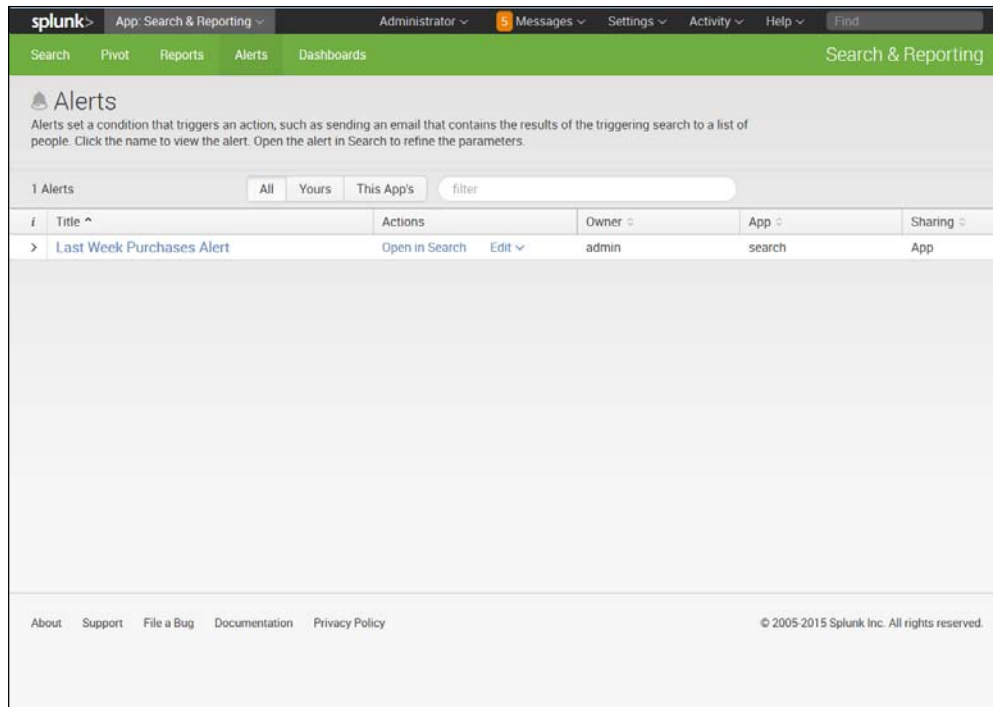 splunk> App: Search & Reporting Administrator 5 Messages Settings Activity Help Find
Search Pivot Reports Alerts Dashboards Search & Reporting
Alerts
Alerts set a condition that triggers an action, such as sending an email that contains the results of the triggering search to a list of
people. Click the name to view the alert. Open the alert in Search to refine the parameters.
1 Alerts All Yours This App's filter
i Title Actions Owner App Sharing
> Last Week Purchases Alert Open in Search Edit admin search App
About Support File a Bug Documentation Privacy Policy © 2005-2015 Splunk Inc. All rights reserved.